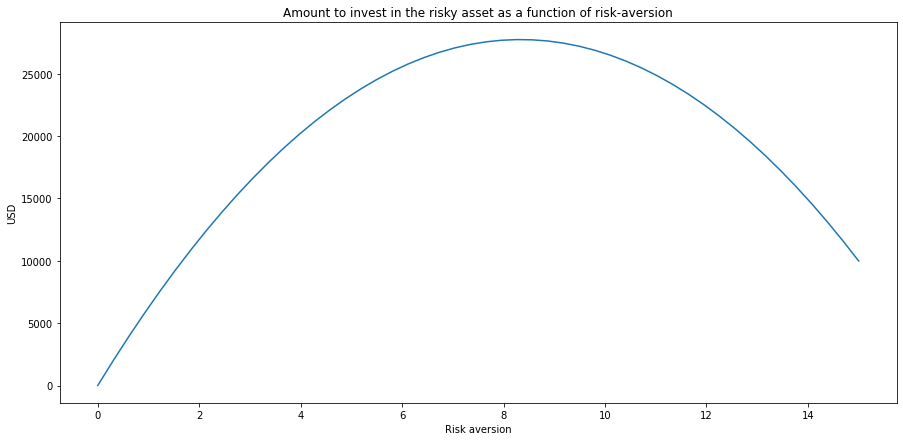 Amount to invest in the risky asset as a function of risk-aversion
25000
20000
15000
10000
5000
0
USD
0 2 4 6 8 10 12 14
Risk aversion